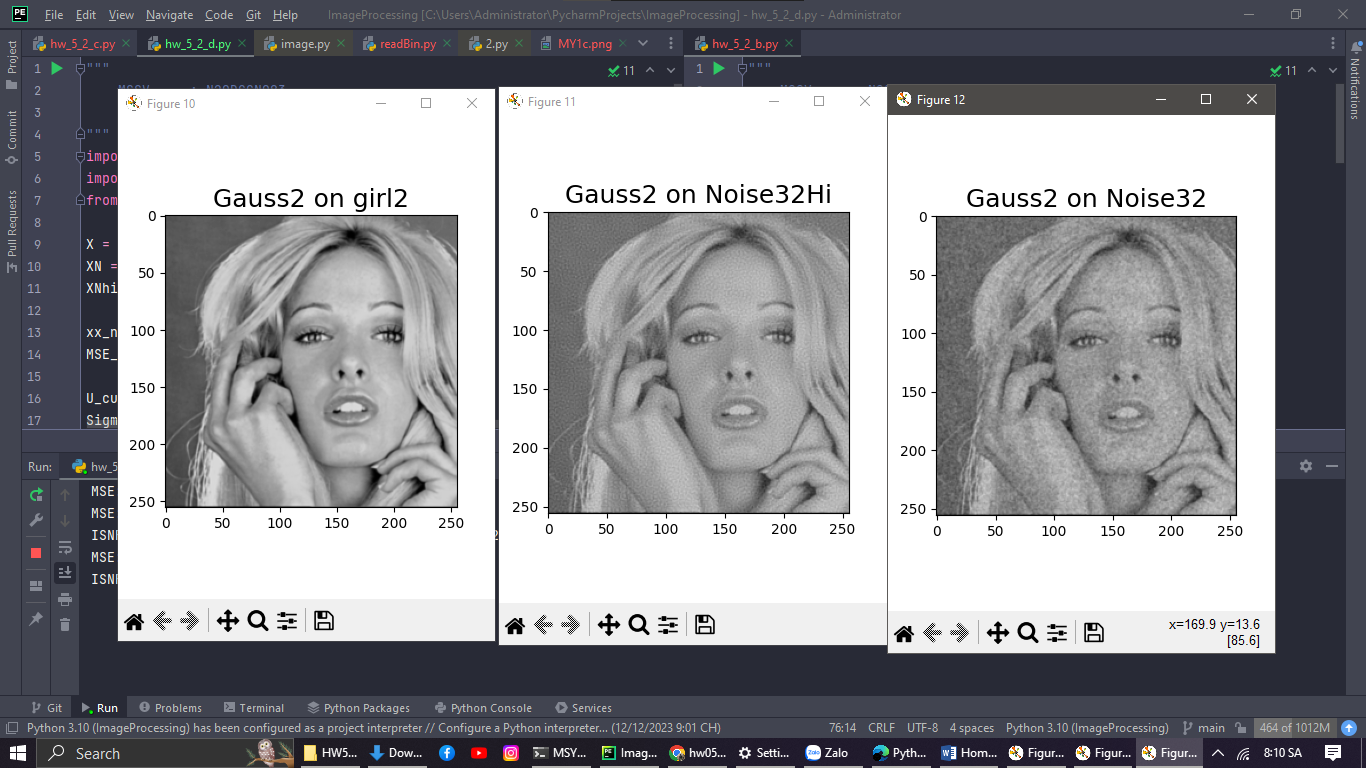 PE File Edit View Navigate Code Git Help ImageProcessing [C:\Users\Administrator\PycharmProjects\ImageProcessing] - hw_5_2_d.py - Administrator
hw_5_2_c.py hw_5_2_d.py image.py readBin.py 2.py MY1c.png hw_5_2_b.py
Project
Commit
Pull Requests
Notifications
1 """ 11
1 """ 11
2
3
4 """
5 impo
6 impo
7 from
8
9 X =
10 XN =
11 XNhi
12
13 xx_n
14 MSE_
15
16 U_cu
17 Sigm
Figure 10
Gauss2 on girl2
0
50
100
150
200
250
0 50 100 150 200 250
Figure 11
Gauss2 on Noise32Hi
0
50
100
150
200
250
0 50 100 150 200 250
Figure 12
Gauss2 on Noise32
0
50
100
150
200
250
0 50 100 150 200 250
x=169.9 y=13.6
[85.6]
Run: hw_5
MSE
MSE
ISN
MSE
ISN
Git Run Problems Terminal Python Packages Python Console Services
Python 3.10 (ImageProcessing) has been configured as a project interpreter // Configure a Python interpreter... (12/12/2023 9:01 CH) 76:14 CRLF UTF-8 4 spaces Python 3.10 (ImageProcessing) main 464 of 1012M
Search HW5... Dow... MSY... Imag... hw05... Setti... Zalo Pyth... Hom... Figur... Figur... Figur... 8:10 SA